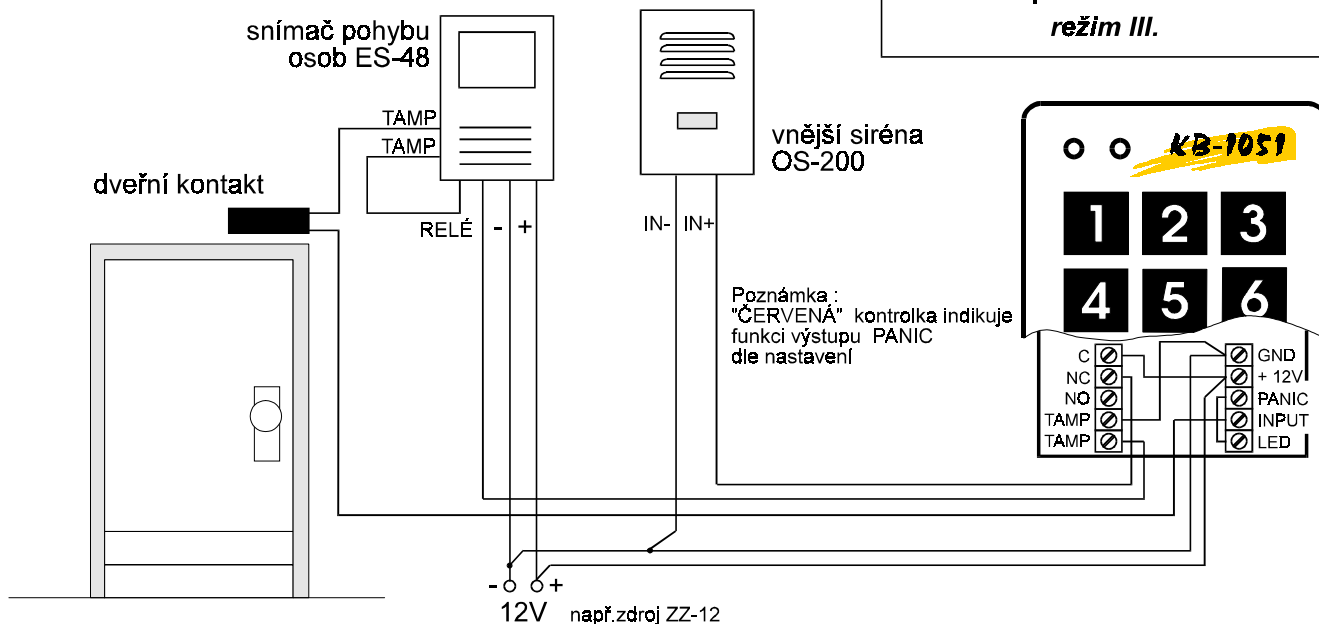 režim III.
snímač pohybu
osob ES-48
TAMP
TAMP
RELÉ - +
dveřní kontakt
vnější siréna
OS-200
IN- IN+
Poznámka :
"ČERVENÁ" kontrolka indikuje
funkci výstupu PANIC
dle nastavení
KB-1051
1 2 3
4 5 6
C
NC
NO
TAMP
TAMP
GND
+ 12V
PANIC
INPUT
LED
- +
12V např.zdroj ZZ-12